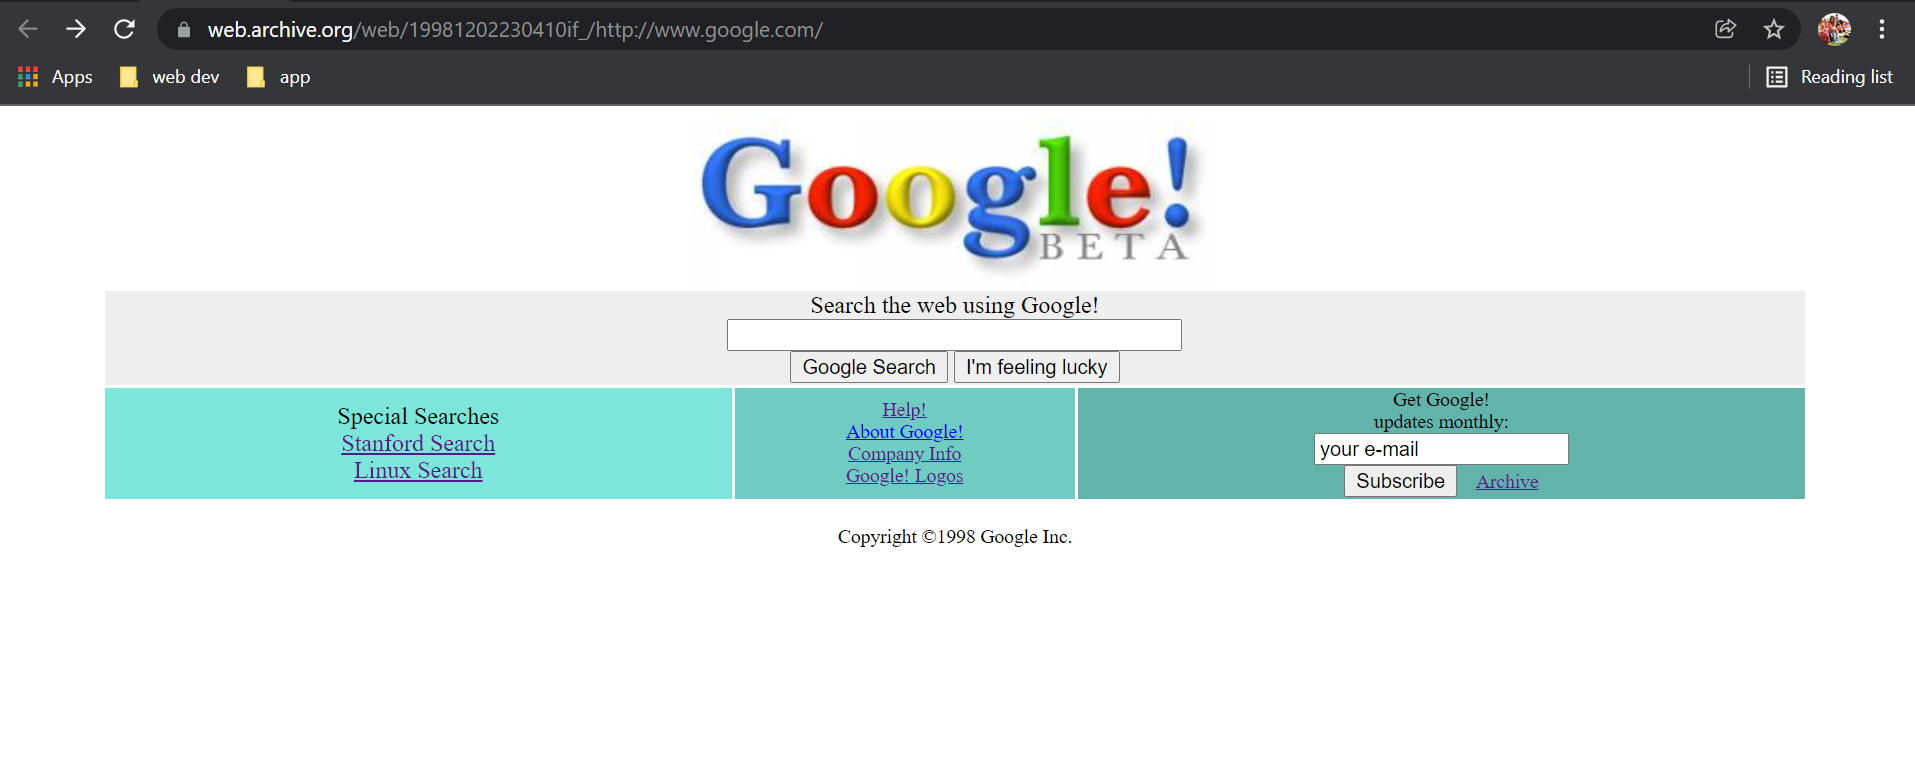 web.archive.org/web/19981202230410if_/http://www.google.com/
Apps web dev app Reading list
Google!
BETA
Search the web using Google!
Google Search I'm feeling lucky
Special Searches
Stanford Search
Linux Search
Help!
About Google!
Company Info
Google! Logos
Get Google!
updates monthly:
your e-mail
Subscribe Archive
Copyright ©1998 Google Inc.